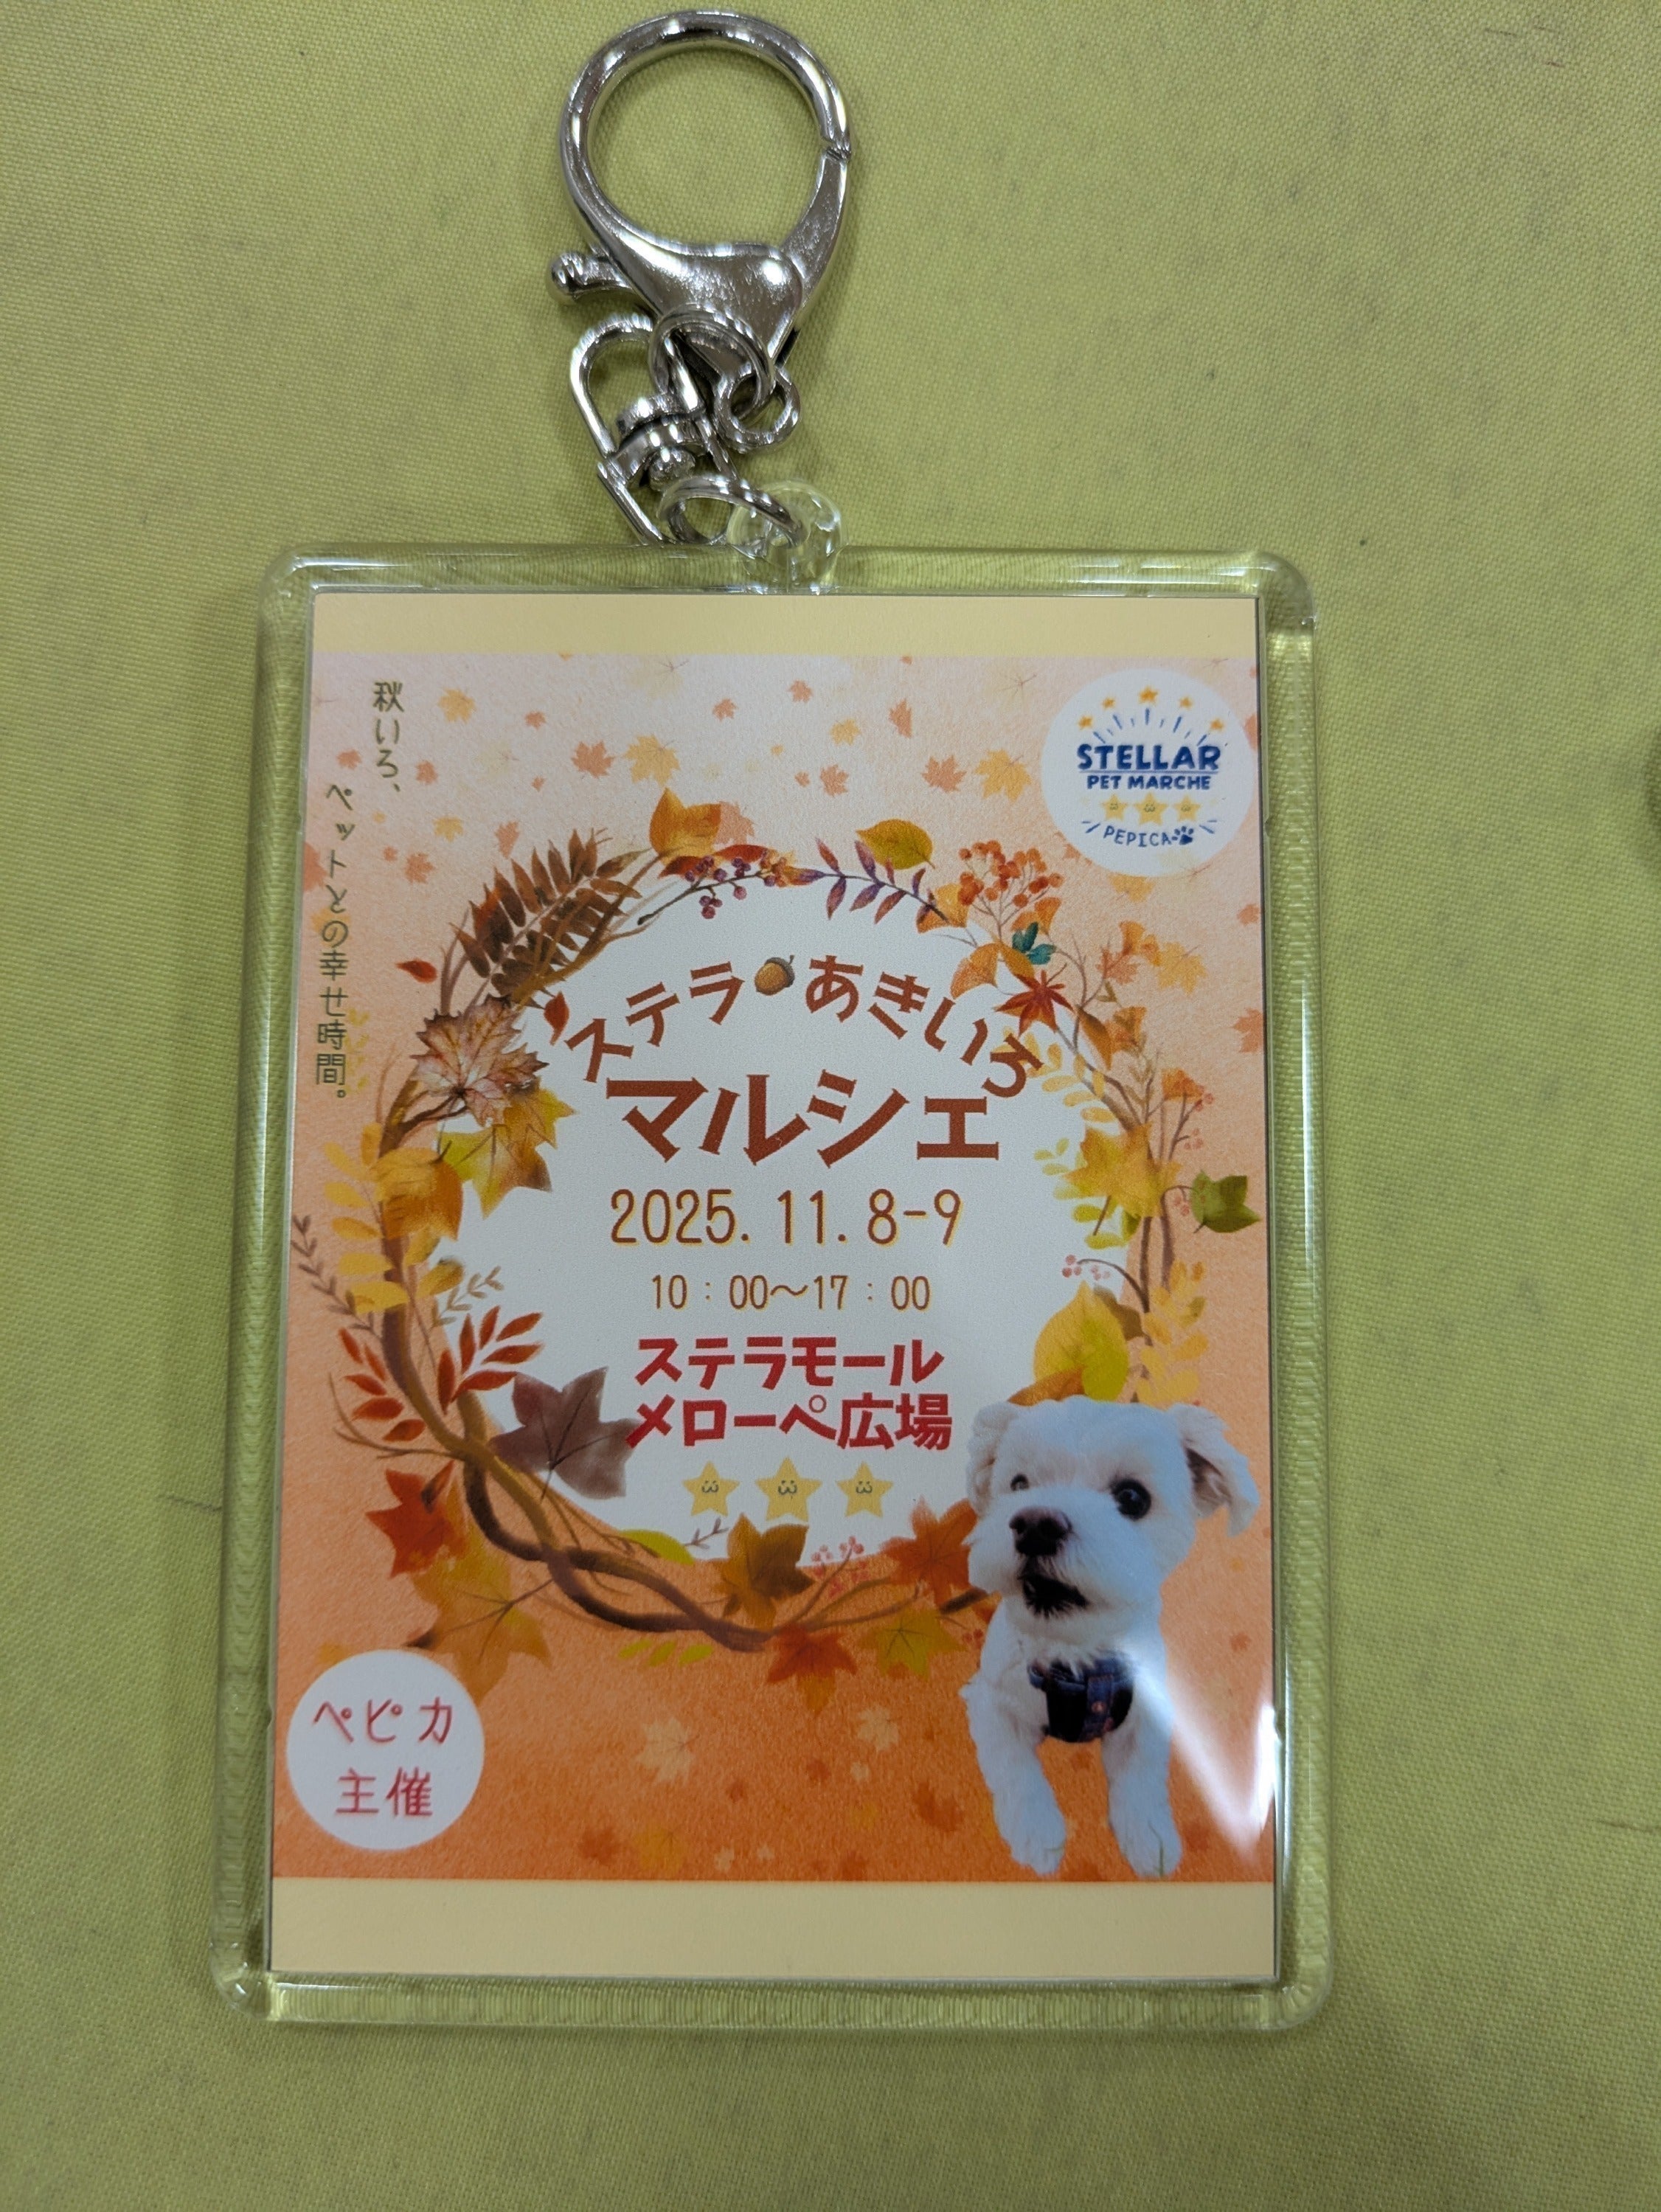 秋いろ、
ペットとの幸せ時間。
STELLAR
PET MARCHE
PEPICA
ステラ あきいろ
マルシェ
2025. 11. 8-9
10：00～17：00
ステラモール
メローペ広場
ペピカ
主催